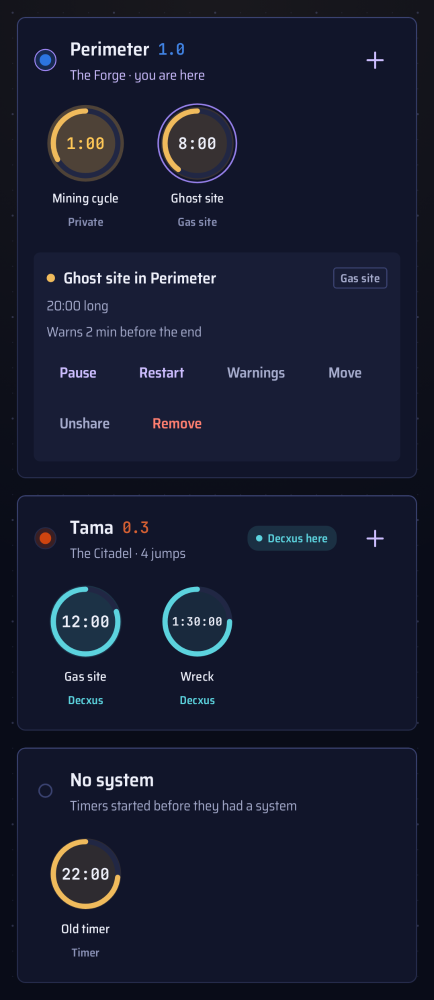 Perimeter 1.0
The Forge · you are here
1:00
8:00
Mining cycle
Ghost site
Private
Gas site
Ghost site in Perimeter
Gas site
20:00 long
Warns 2 min before the end
Pause Restart Warnings Move
Unshare Remove
Tama 0.3
Decxus here
The Citadel · 4 jumps
12:00
1:30:00
Gas site
Wreck
Decxus
Decxus
No system
Timers started before they had a system
22:00
Old timer
Timer